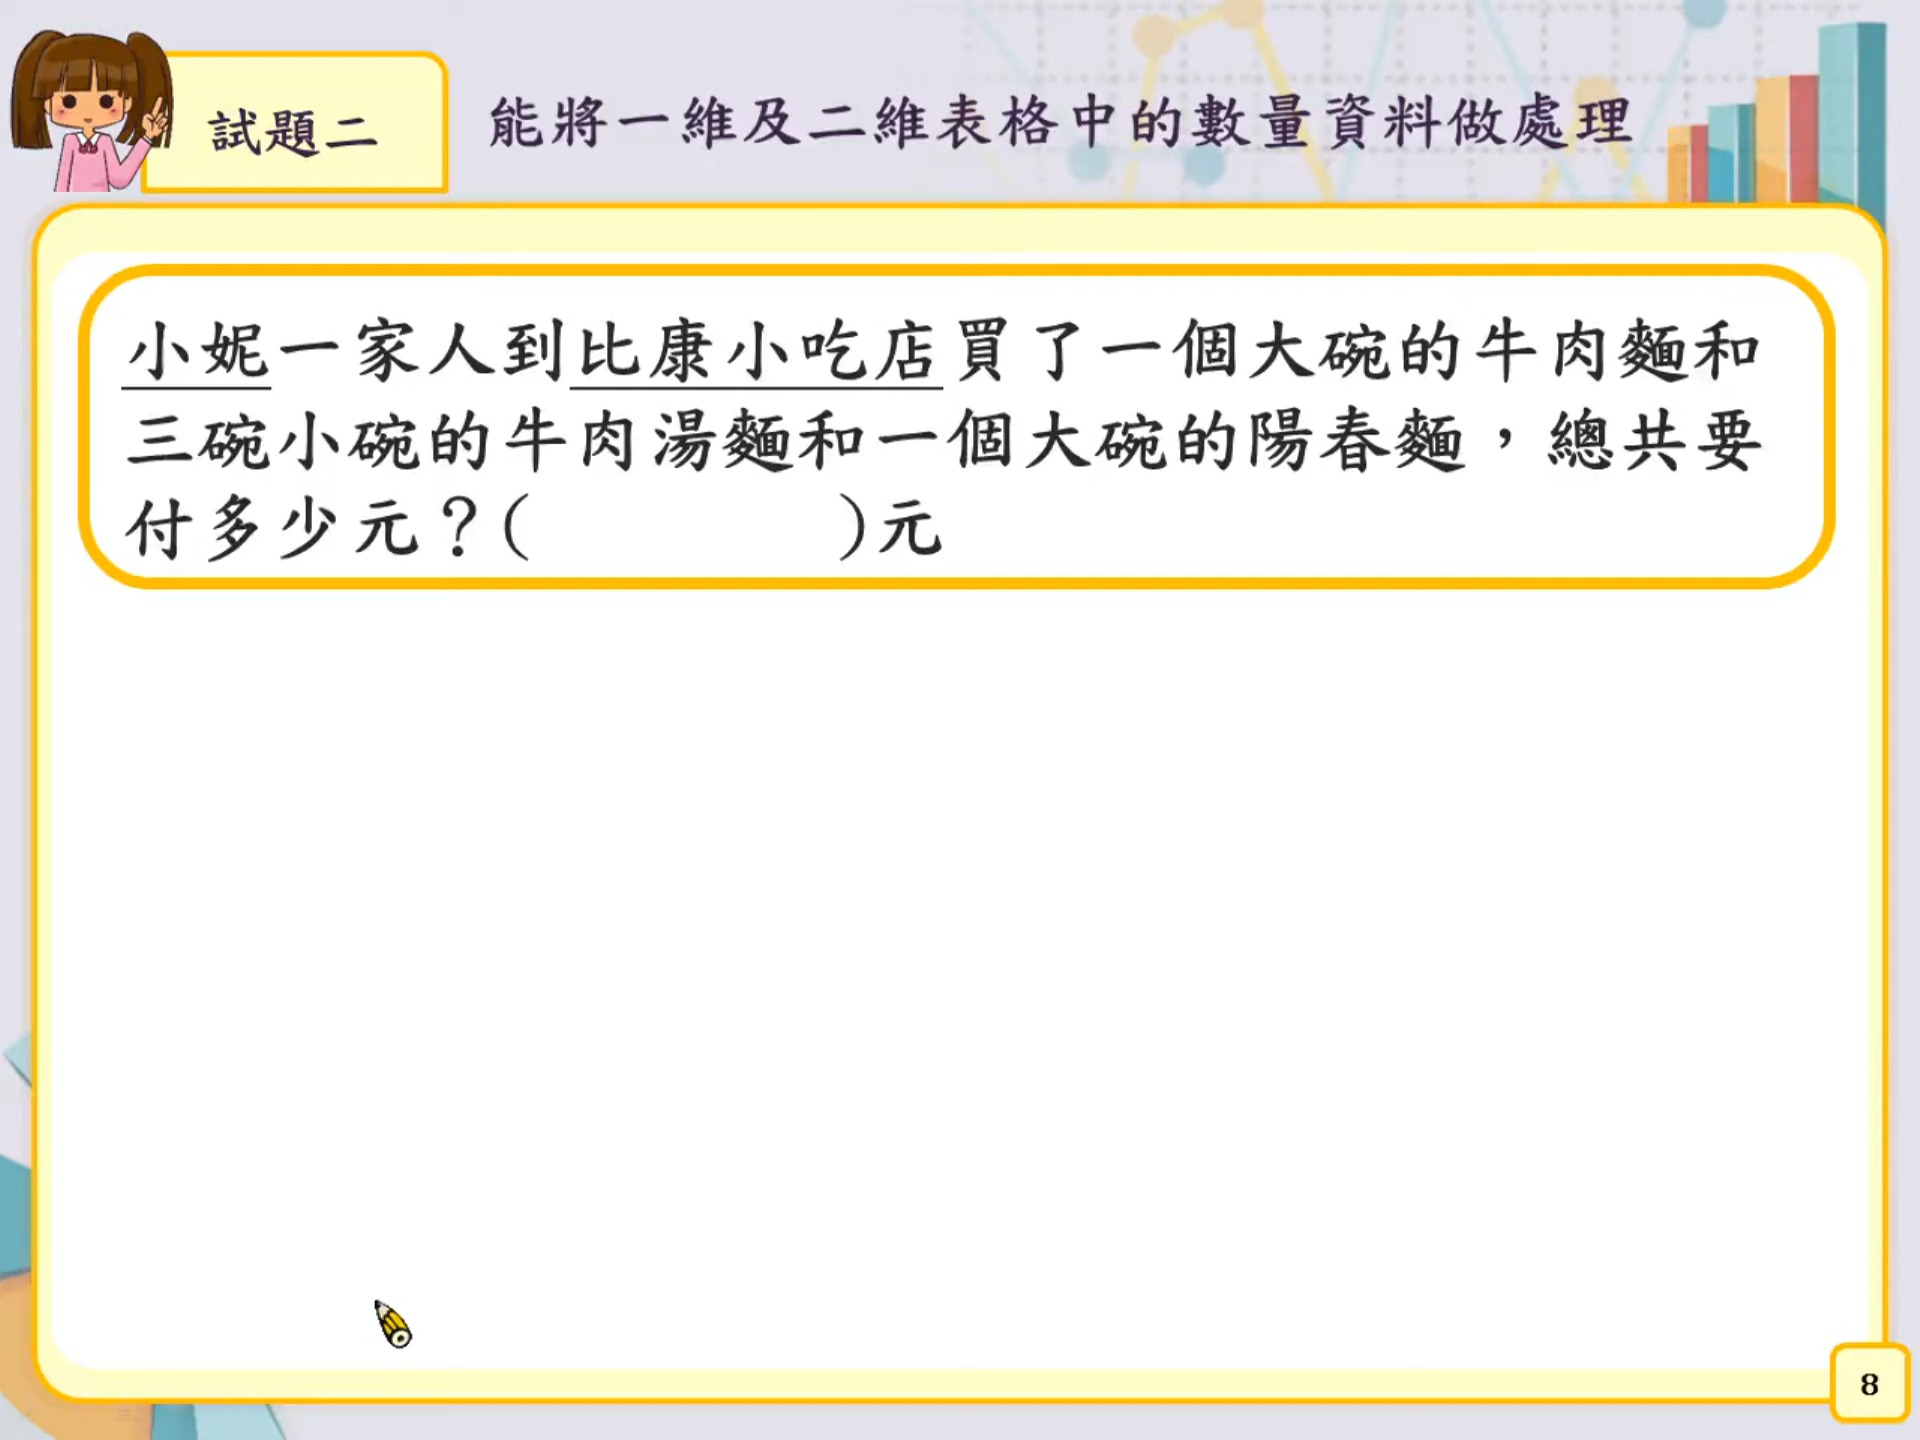 試題二
能將一維及二維表格中的數量資料做處理
小妮一家人到比康小吃店買了一個大碗的牛肉麵和
三碗小碗的牛肉湯麵和一個大碗的陽春麵，總共要
付多少元？(　　　　)元
8